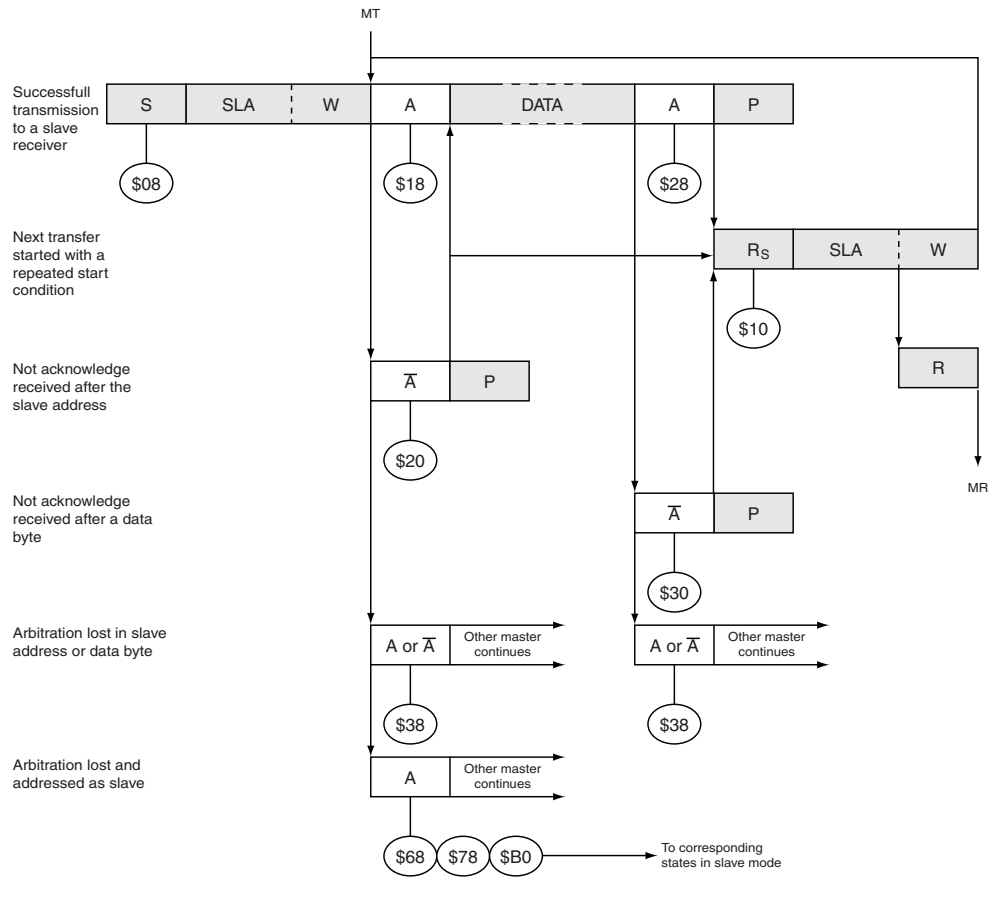 MT
Successfull
transmission
to a slave
receiver
S SLA W A DATA A P
$08 $18 $28
Next transfer
started with a
repeated start
condition
RS SLA W
$10
Not acknowledge
received after the
slave address
A̅ P
R
$20
MR
Not acknowledge
received after a data
byte
A̅ P
$30
Arbitration lost in slave
address or data byte
A or A̅
Other master
continues
A or A̅
Other master
continues
$38 $38
Arbitration lost and
addressed as slave
A
Other master
continues
$68 $78 $B0
To corresponding
states in slave mode